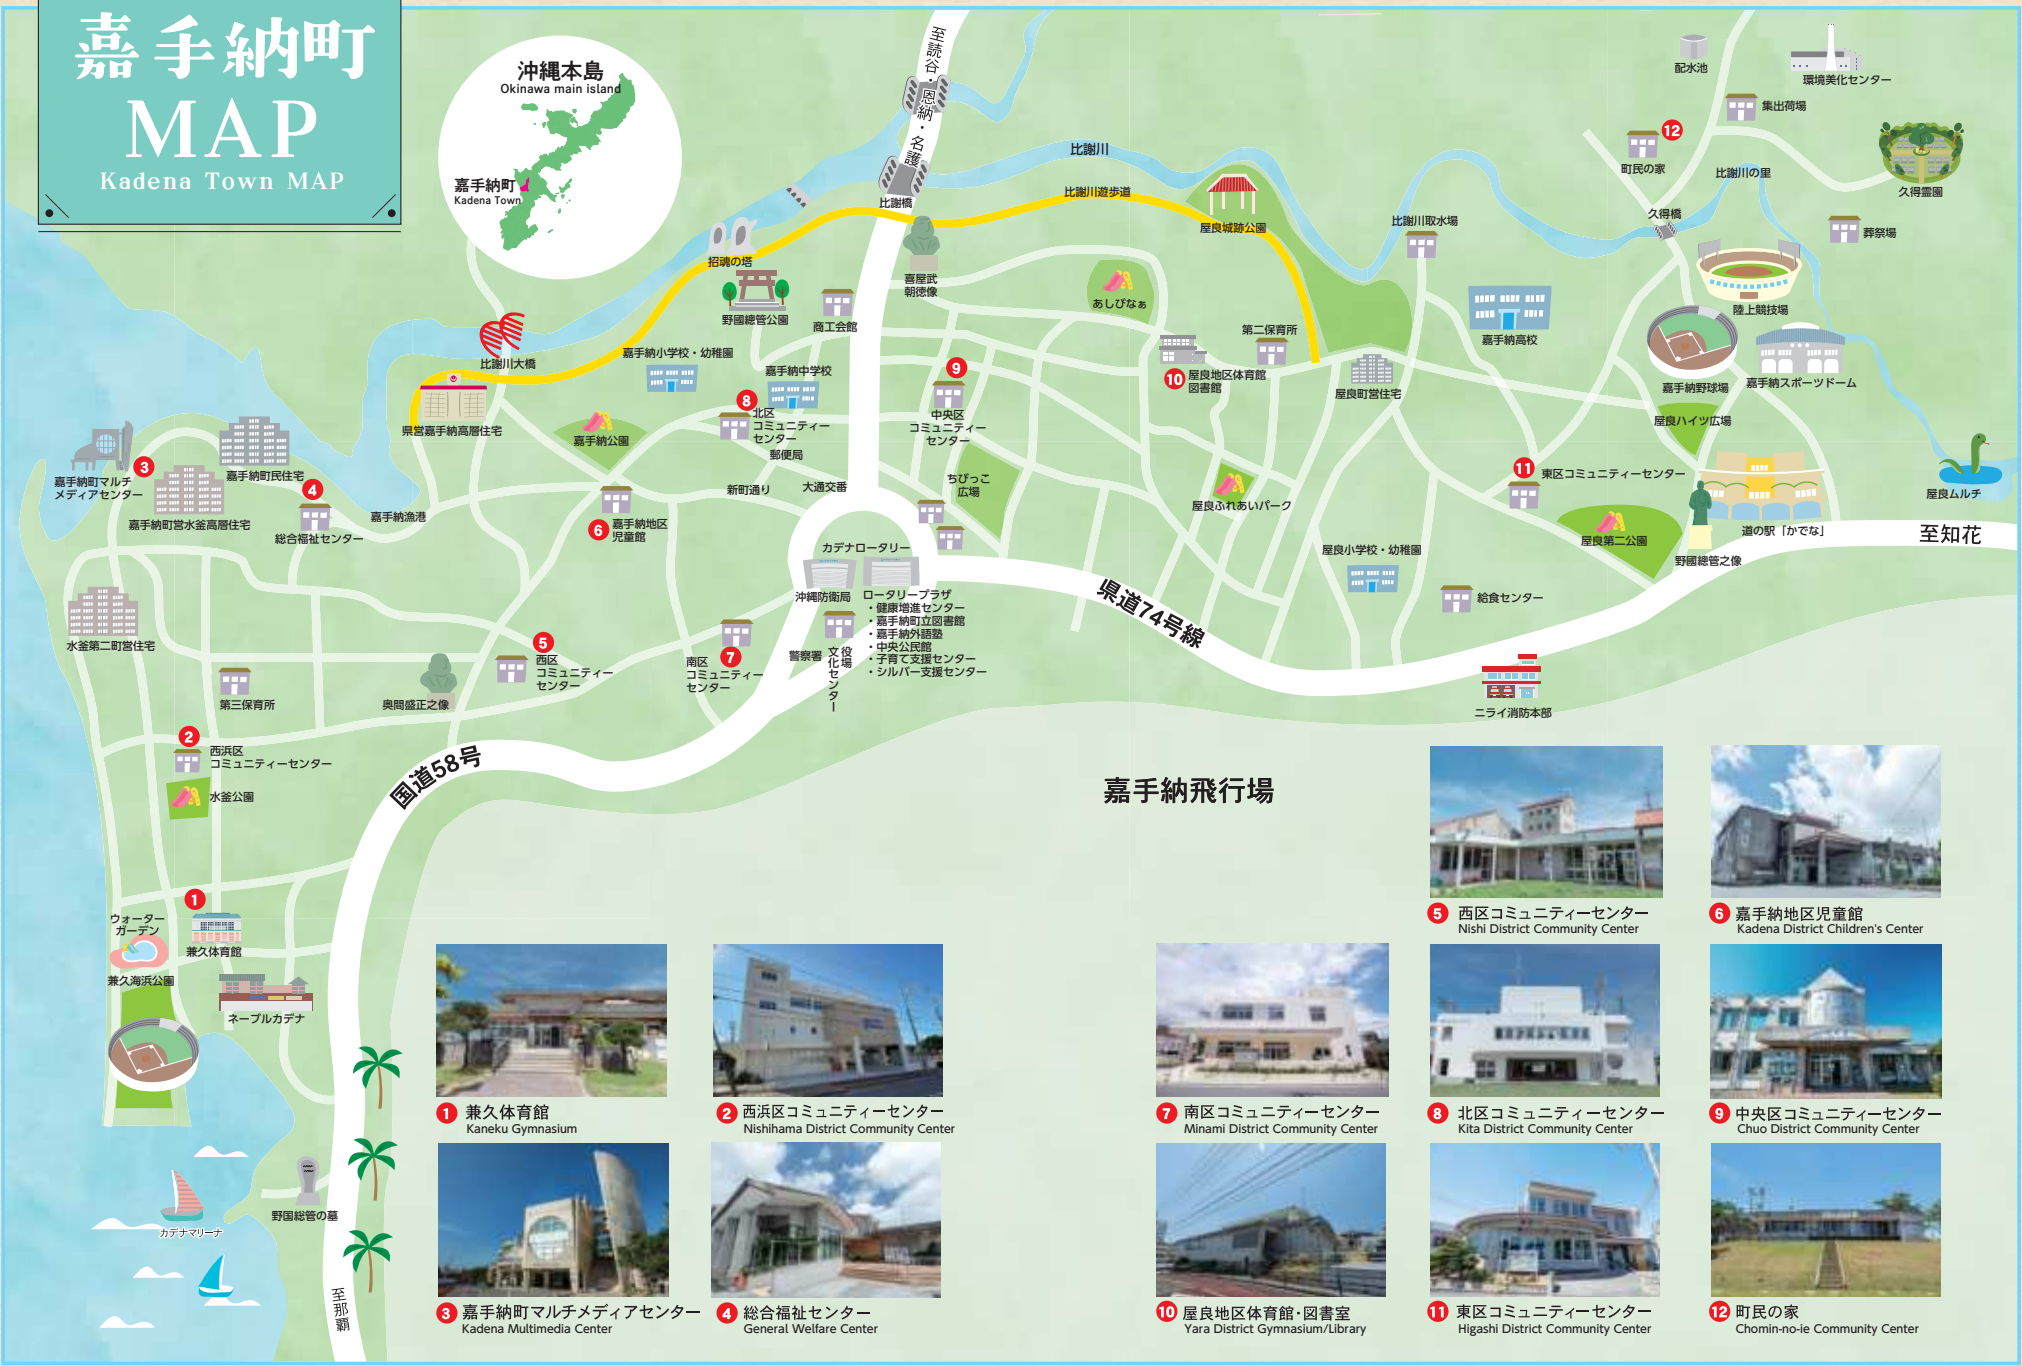 嘉手納町
MAP
Kadena Town MAP
沖縄本島
Okinawa main island
嘉手納町
Kadena Town
至読谷・恩納・名護
配水池
環境美化センター
集出荷場
12
町民の家
久得霊園
比謝川
比謝川の里
比謝川遊歩道
比謝橋
久得橋
屋良城跡公園
比謝川取水場
葬祭場
招魂の塔
喜屋武
朝徳像
あしびなぁ
陸上競技場
野國總管公園
商工会館
第二保育所
嘉手納高校
比謝川大橋
嘉手納小学校・幼稚園
嘉手納中学校
9
10
屋良地区体育館
図書館
屋良町営住宅
嘉手納野球場
嘉手納スポーツドーム
8
北区
コミュニティー
センター
中央区
コミュニティー
センター
屋良ハイツ広場
県営嘉手納高層住宅
嘉手納公園
郵便局
嘉手納町民住宅
3
嘉手納町マルチ
メディアセンター
4
嘉手納町営水釜高層住宅
総合福祉センター
嘉手納漁港
新町通り
大通交番
ちびっこ
広場
屋良ふれあいパーク
11
東区コミュニティーセンター
屋良ムルチ
6
嘉手納地区
児童館
屋良第二公園
道の駅「かでな」
至知花
野國總管之像
カデナロータリー
屋良小学校・幼稚園
沖縄防衛局
ロータリープラザ
・健康増進センター
・嘉手納町立図書館
・嘉手納外語塾
・中央公民館
・子育て支援センター
・シルバー支援センター
給食センター
県道74号線
水釜第二町営住宅
5
西区
コミュニティー
センター
7
南区
コミュニティー
センター
警察署
役場
文化センター
第三保育所
奥間盛正之像
ニライ消防本部
2
西浜区
コミュニティーセンター
水釜公園
国道58号
嘉手納飛行場
1
ウォーター
ガーデン
兼久体育館
兼久海浜公園
ネーブルカデナ
野国総管の墓
カデナマリーナ
至那覇
5 西区コミュニティーセンター
Nishi District Community Center
6 嘉手納地区児童館
Kadena District Children's Center
1 兼久体育館
Kaneku Gymnasium
2 西浜区コミュニティーセンター
Nishihama District Community Center
7 南区コミュニティーセンター
Minami District Community Center
8 北区コミュニティーセンター
Kita District Community Center
9 中央区コミュニティーセンター
Chuo District Community Center
3 嘉手納町マルチメディアセンター
Kadena Multimedia Center
4 総合福祉センター
General Welfare Center
10 屋良地区体育館・図書室
Yara District Gymnasium/Library
11 東区コミュニティーセンター
Higashi District Community Center
12 町民の家
Chomin-no-ie Community Center